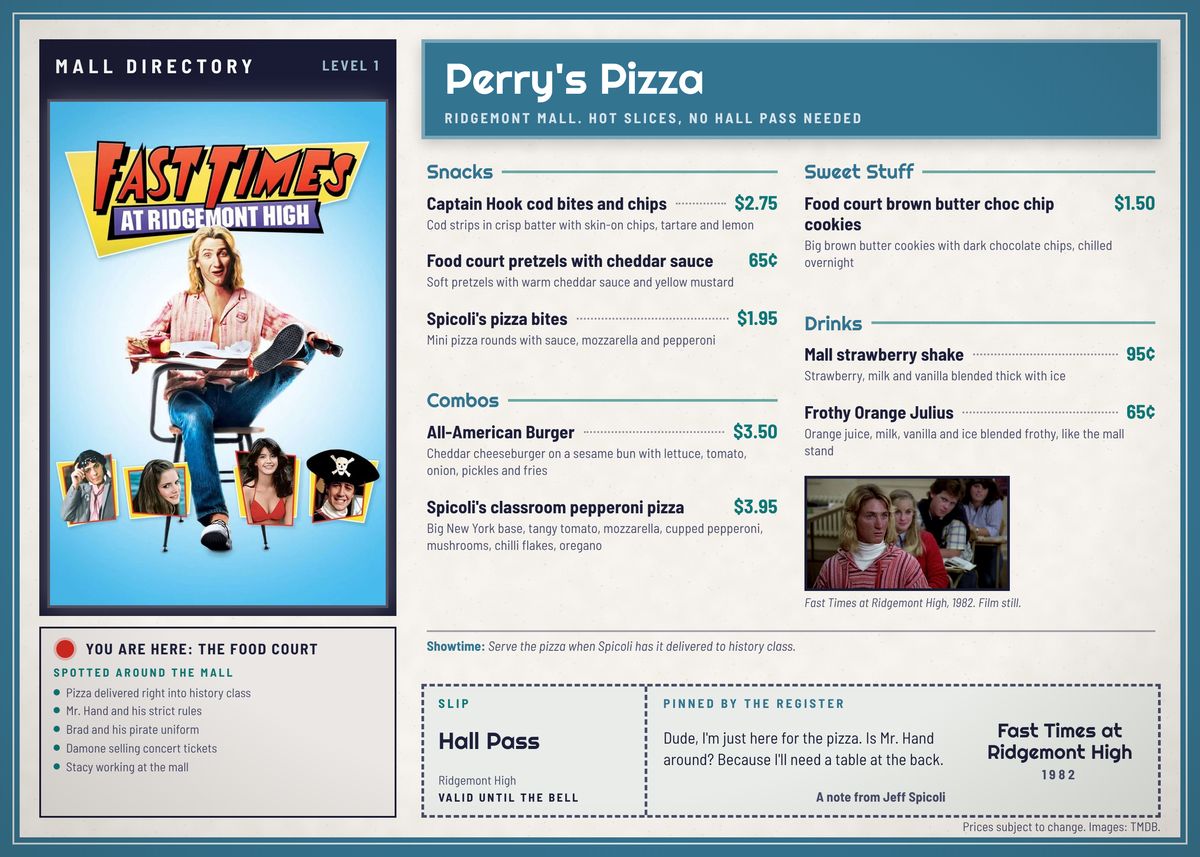 MALL DIRECTORY
LEVEL 1
FAST TIMES
AT RIDGEMONT HIGH
YOU ARE HERE: THE FOOD COURT
SPOTTED AROUND THE MALL
Pizza delivered right into history class
Mr. Hand and his strict rules
Brad and his pirate uniform
Damone selling concert tickets
Stacy working at the mall
Perry's Pizza
RIDGEMONT MALL. HOT SLICES, NO HALL PASS NEEDED
Snacks
Captain Hook cod bites and chips $2.75
Cod strips in crisp batter with skin-on chips, tartare and lemon
Food court pretzels with cheddar sauce 65¢
Soft pretzels with warm cheddar sauce and yellow mustard
Spicoli's pizza bites $1.95
Mini pizza rounds with sauce, mozzarella and pepperoni
Combos
All-American Burger $3.50
Cheddar cheeseburger on a sesame bun with lettuce, tomato,
onion, pickles and fries
Spicoli's classroom pepperoni pizza $3.95
Big New York base, tangy tomato, mozzarella, cupped pepperoni,
mushrooms, chilli flakes, oregano
Sweet Stuff
Food court brown butter choc chip $1.50
cookies
Big brown butter cookies with dark chocolate chips, chilled
overnight
Drinks
Mall strawberry shake 95¢
Strawberry, milk and vanilla blended thick with ice
Frothy Orange Julius 65¢
Orange juice, milk, vanilla and ice blended frothy, like the mall
stand
Fast Times at Ridgemont High, 1982. Film still.
Showtime: Serve the pizza when Spicoli has it delivered to history class.
SLIP
Hall Pass
Ridgemont High
VALID UNTIL THE BELL
PINNED BY THE REGISTER
Dude, I'm just here for the pizza. Is Mr. Hand
around? Because I'll need a table at the back.
A note from Jeff Spicoli
Fast Times at
Ridgemont High
1982
Prices subject to change. Images: TMDB.